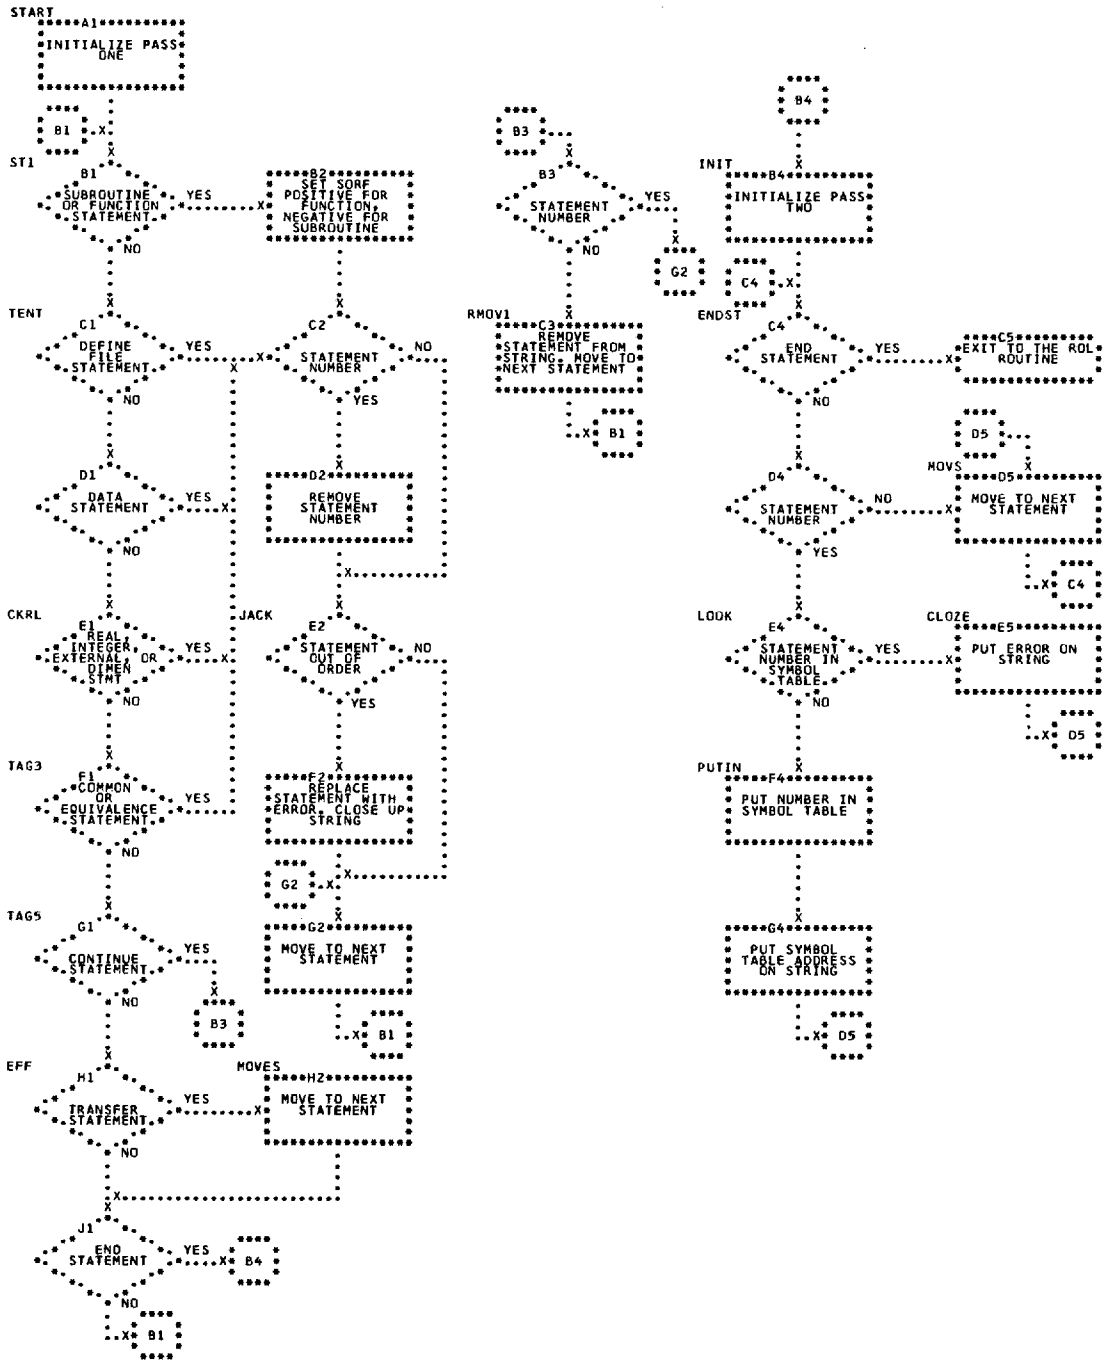 START
A1
INITIALIZE PASS
ONE
B1
ST1
B1
SUBROUTINE
OR FUNCTION
STATEMENT
YES
NO
B2
SET SORF
POSITIVE FOR
FUNCTION,
NEGATIVE FOR
SUBROUTINE
TENT
C1
DEFINE
FILE
STATEMENT
YES
NO
C2
STATEMENT
NUMBER
NO
YES
D1
DATA
STATEMENT
YES
NO
D2
REMOVE
STATEMENT
NUMBER
CKRL
E1
REAL,
INTEGER,
EXTERNAL, OR
DIMEN
STMT
YES
NO
JACK
E2
STATEMENT
OUT OF
ORDER
NO
YES
TAG3
F1
COMMON
OR
EQUIVALENCE
STATEMENT
YES
NO
F2
REPLACE
STATEMENT WITH
ERROR. CLOSE UP
STRING
G2
TAG5
G1
CONTINUE
STATEMENT
YES
NO
B3
G2
MOVE TO NEXT
STATEMENT
B1
EFF
H1
TRANSFER
STATEMENT
YES
NO
MOVES
H2
MOVE TO NEXT
STATEMENT
J1
END
STATEMENT
YES
B4
NO
B1
B3
B3
STATEMENT
NUMBER
YES
NO
G2
RMOV1
C3
REMOVE
STATEMENT FROM
STRING. MOVE TO
NEXT STATEMENT
B1
B4
INIT
B4
INITIALIZE PASS
TWO
C4
ENDST
C4
END
STATEMENT
YES
NO
C5
EXIT TO THE ROL
ROUTINE
D4
STATEMENT
NUMBER
NO
YES
D5
MOVS
D5
MOVE TO NEXT
STATEMENT
C4
LOOK
E4
STATEMENT
NUMBER IN
SYMBOL
TABLE
YES
NO
CLOZE
E5
PUT ERROR ON
STRING
D5
PUTIN
F4
PUT NUMBER IN
SYMBOL TABLE
G4
PUT SYMBOL
TABLE ADDRESS
ON STRING
D5